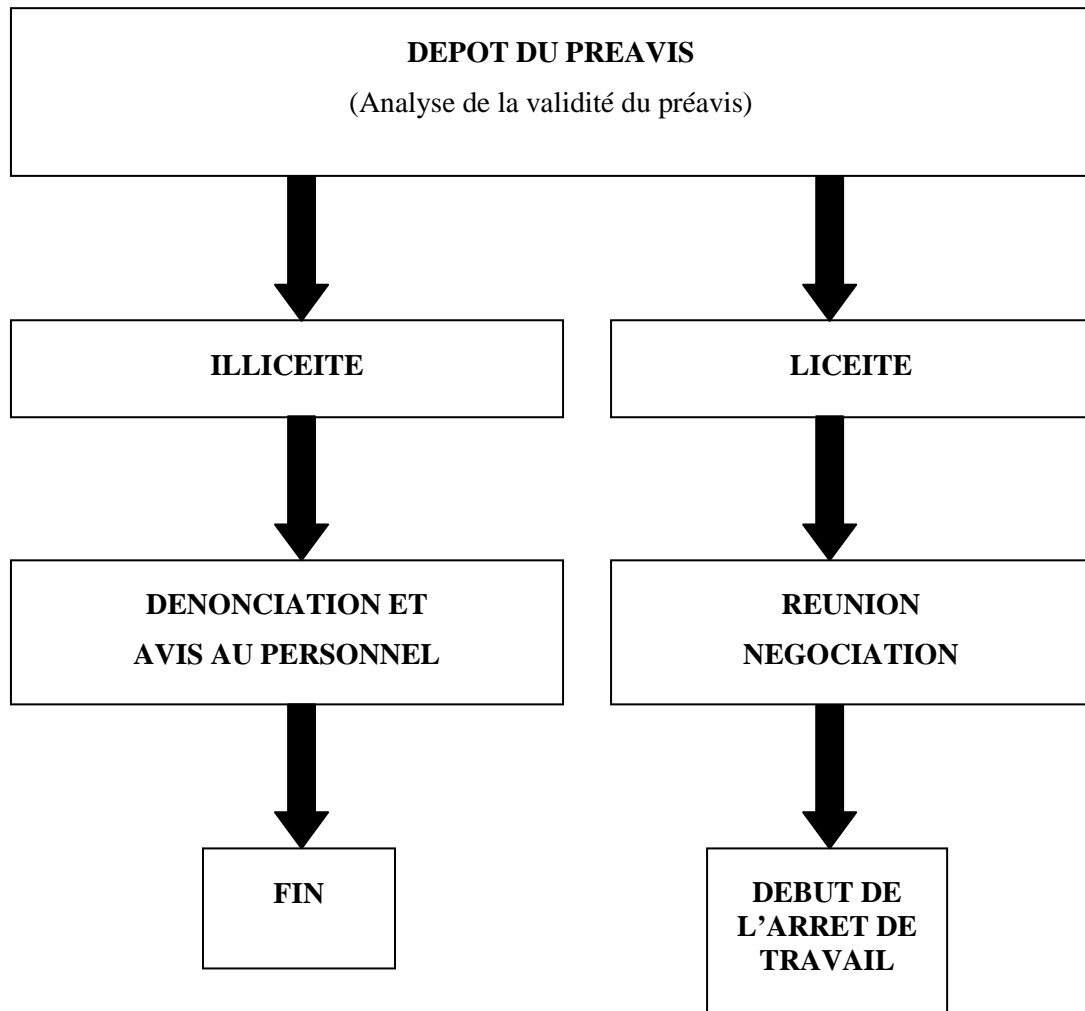 DEPOT DU PREAVIS
(Analyse de la validité du préavis)
ILLICEITE
LICEITE
DENONCIATION ET
AVIS AU PERSONNEL
REUNION
NEGOCIATION
FIN
DEBUT DE
L’ARRET DE
TRAVAIL